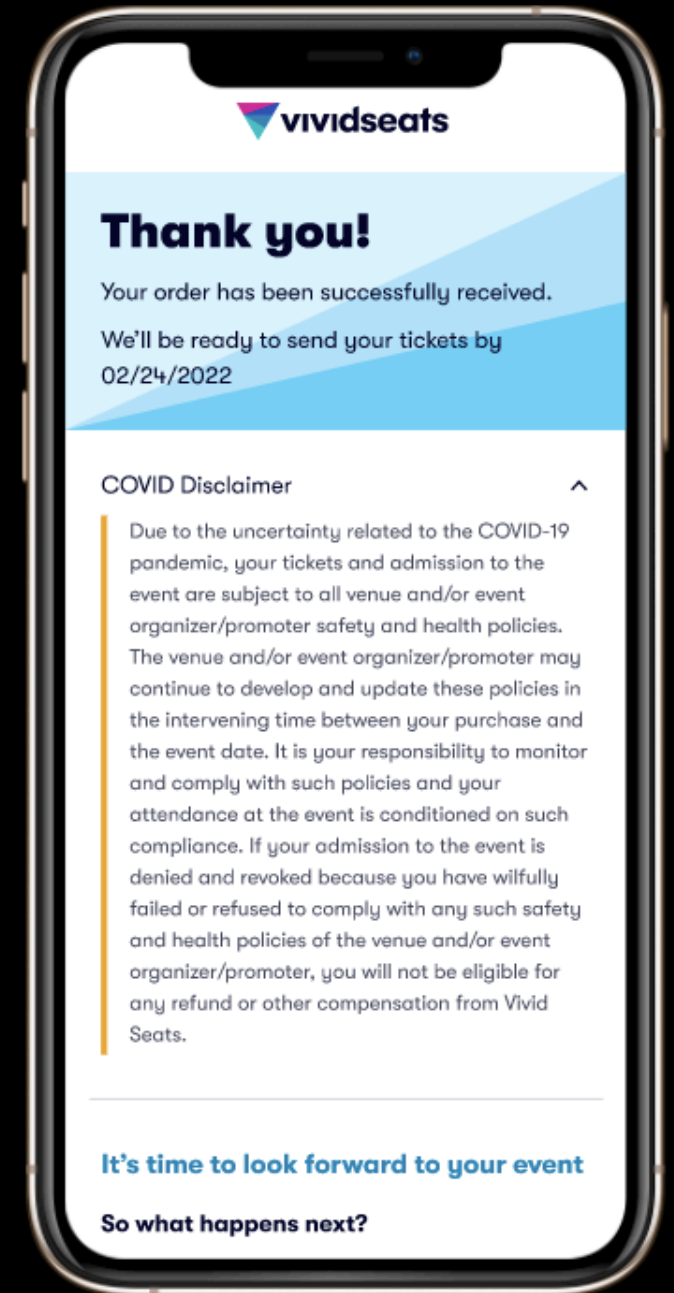 vividseats
Thank you!
Your order has been successfully received.
We'll be ready to send your tickets by
02/24/2022
COVID Disclaimer
Due to the uncertainty related to the COVID-19
pandemic, your tickets and admission to the
event are subject to all venue and/or event
organizer/promoter safety and health policies.
The venue and/or event organizer/promoter may
continue to develop and update these policies in
the intervening time between your purchase and
the event date. It is your responsibility to monitor
and comply with such policies and your
attendance at the event is conditioned on such
compliance. If your admission to the event is
denied and revoked because you have wilfully
failed or refused to comply with any such safety
and health policies of the venue and/or event
organizer/promoter, you will not be eligible for
any refund or other compensation from Vivid
Seats.
It's time to look forward to your event
So what happens next?